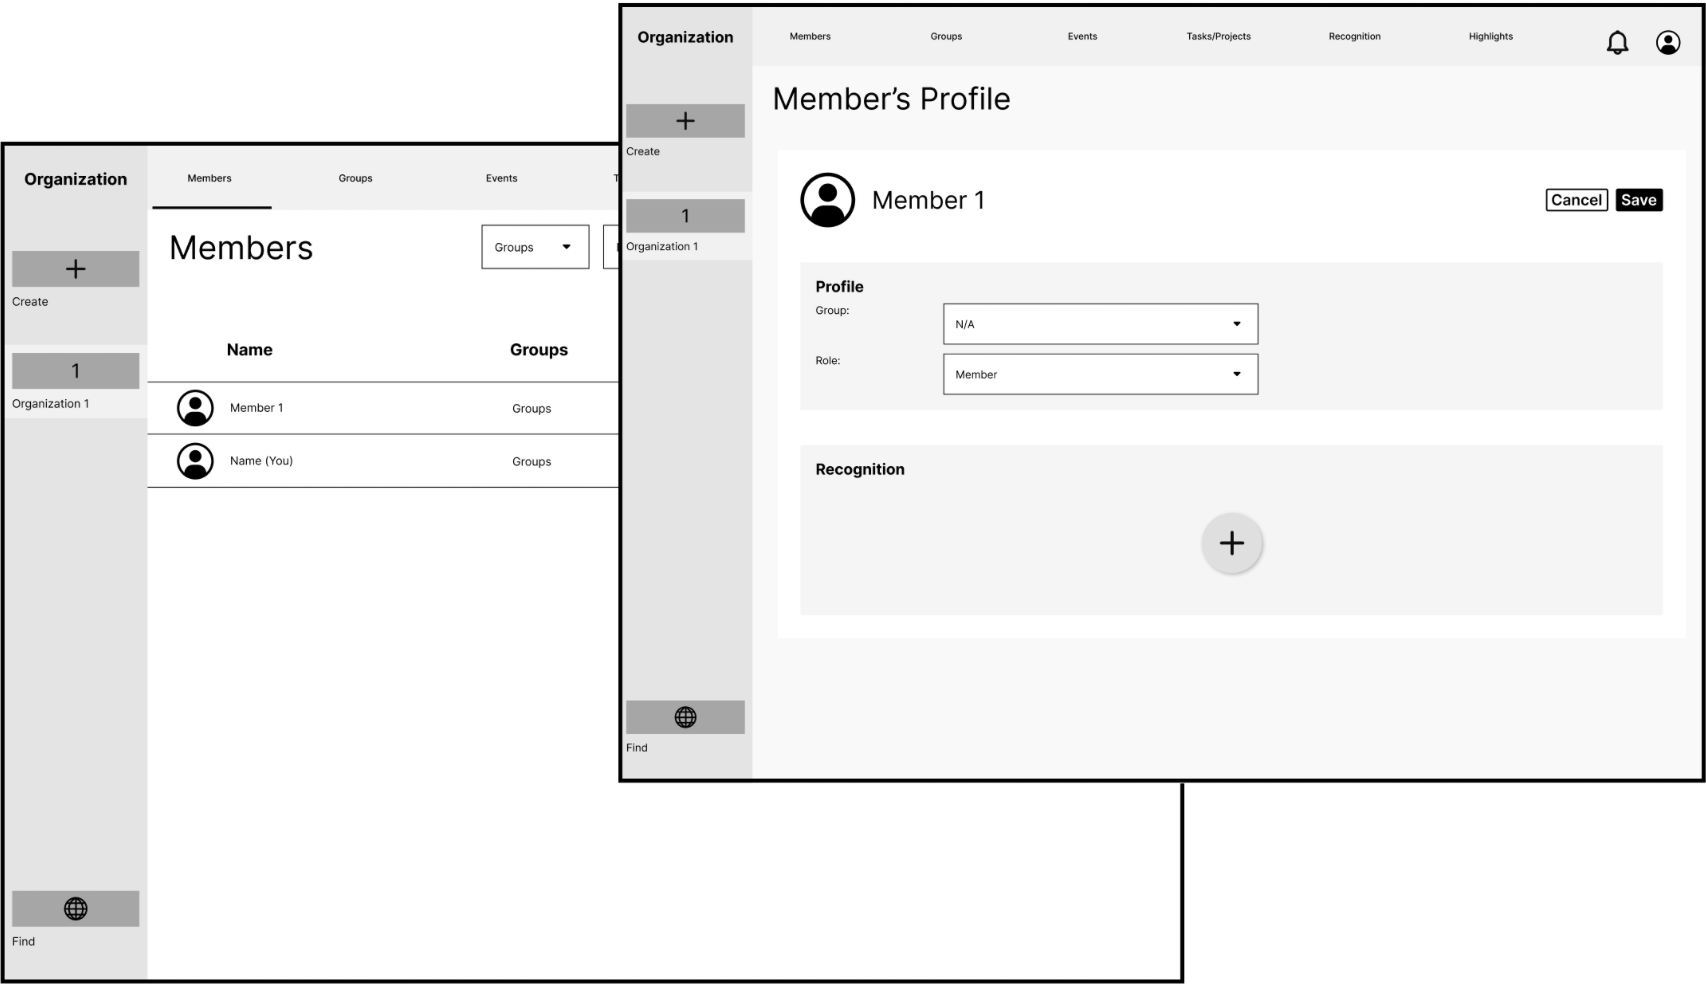 Organization
Members
Groups
Events
Create
1
Organization 1
Find
Members
Groups
Name
Groups
Member 1
Groups
Name (You)
Groups
Organization
Members
Groups
Events
Tasks/Projects
Recognition
Highlights
Create
1
Organization 1
Find
Member’s Profile
Member 1
Cancel
Save
Profile
Group:
N/A
Role:
Member
Recognition